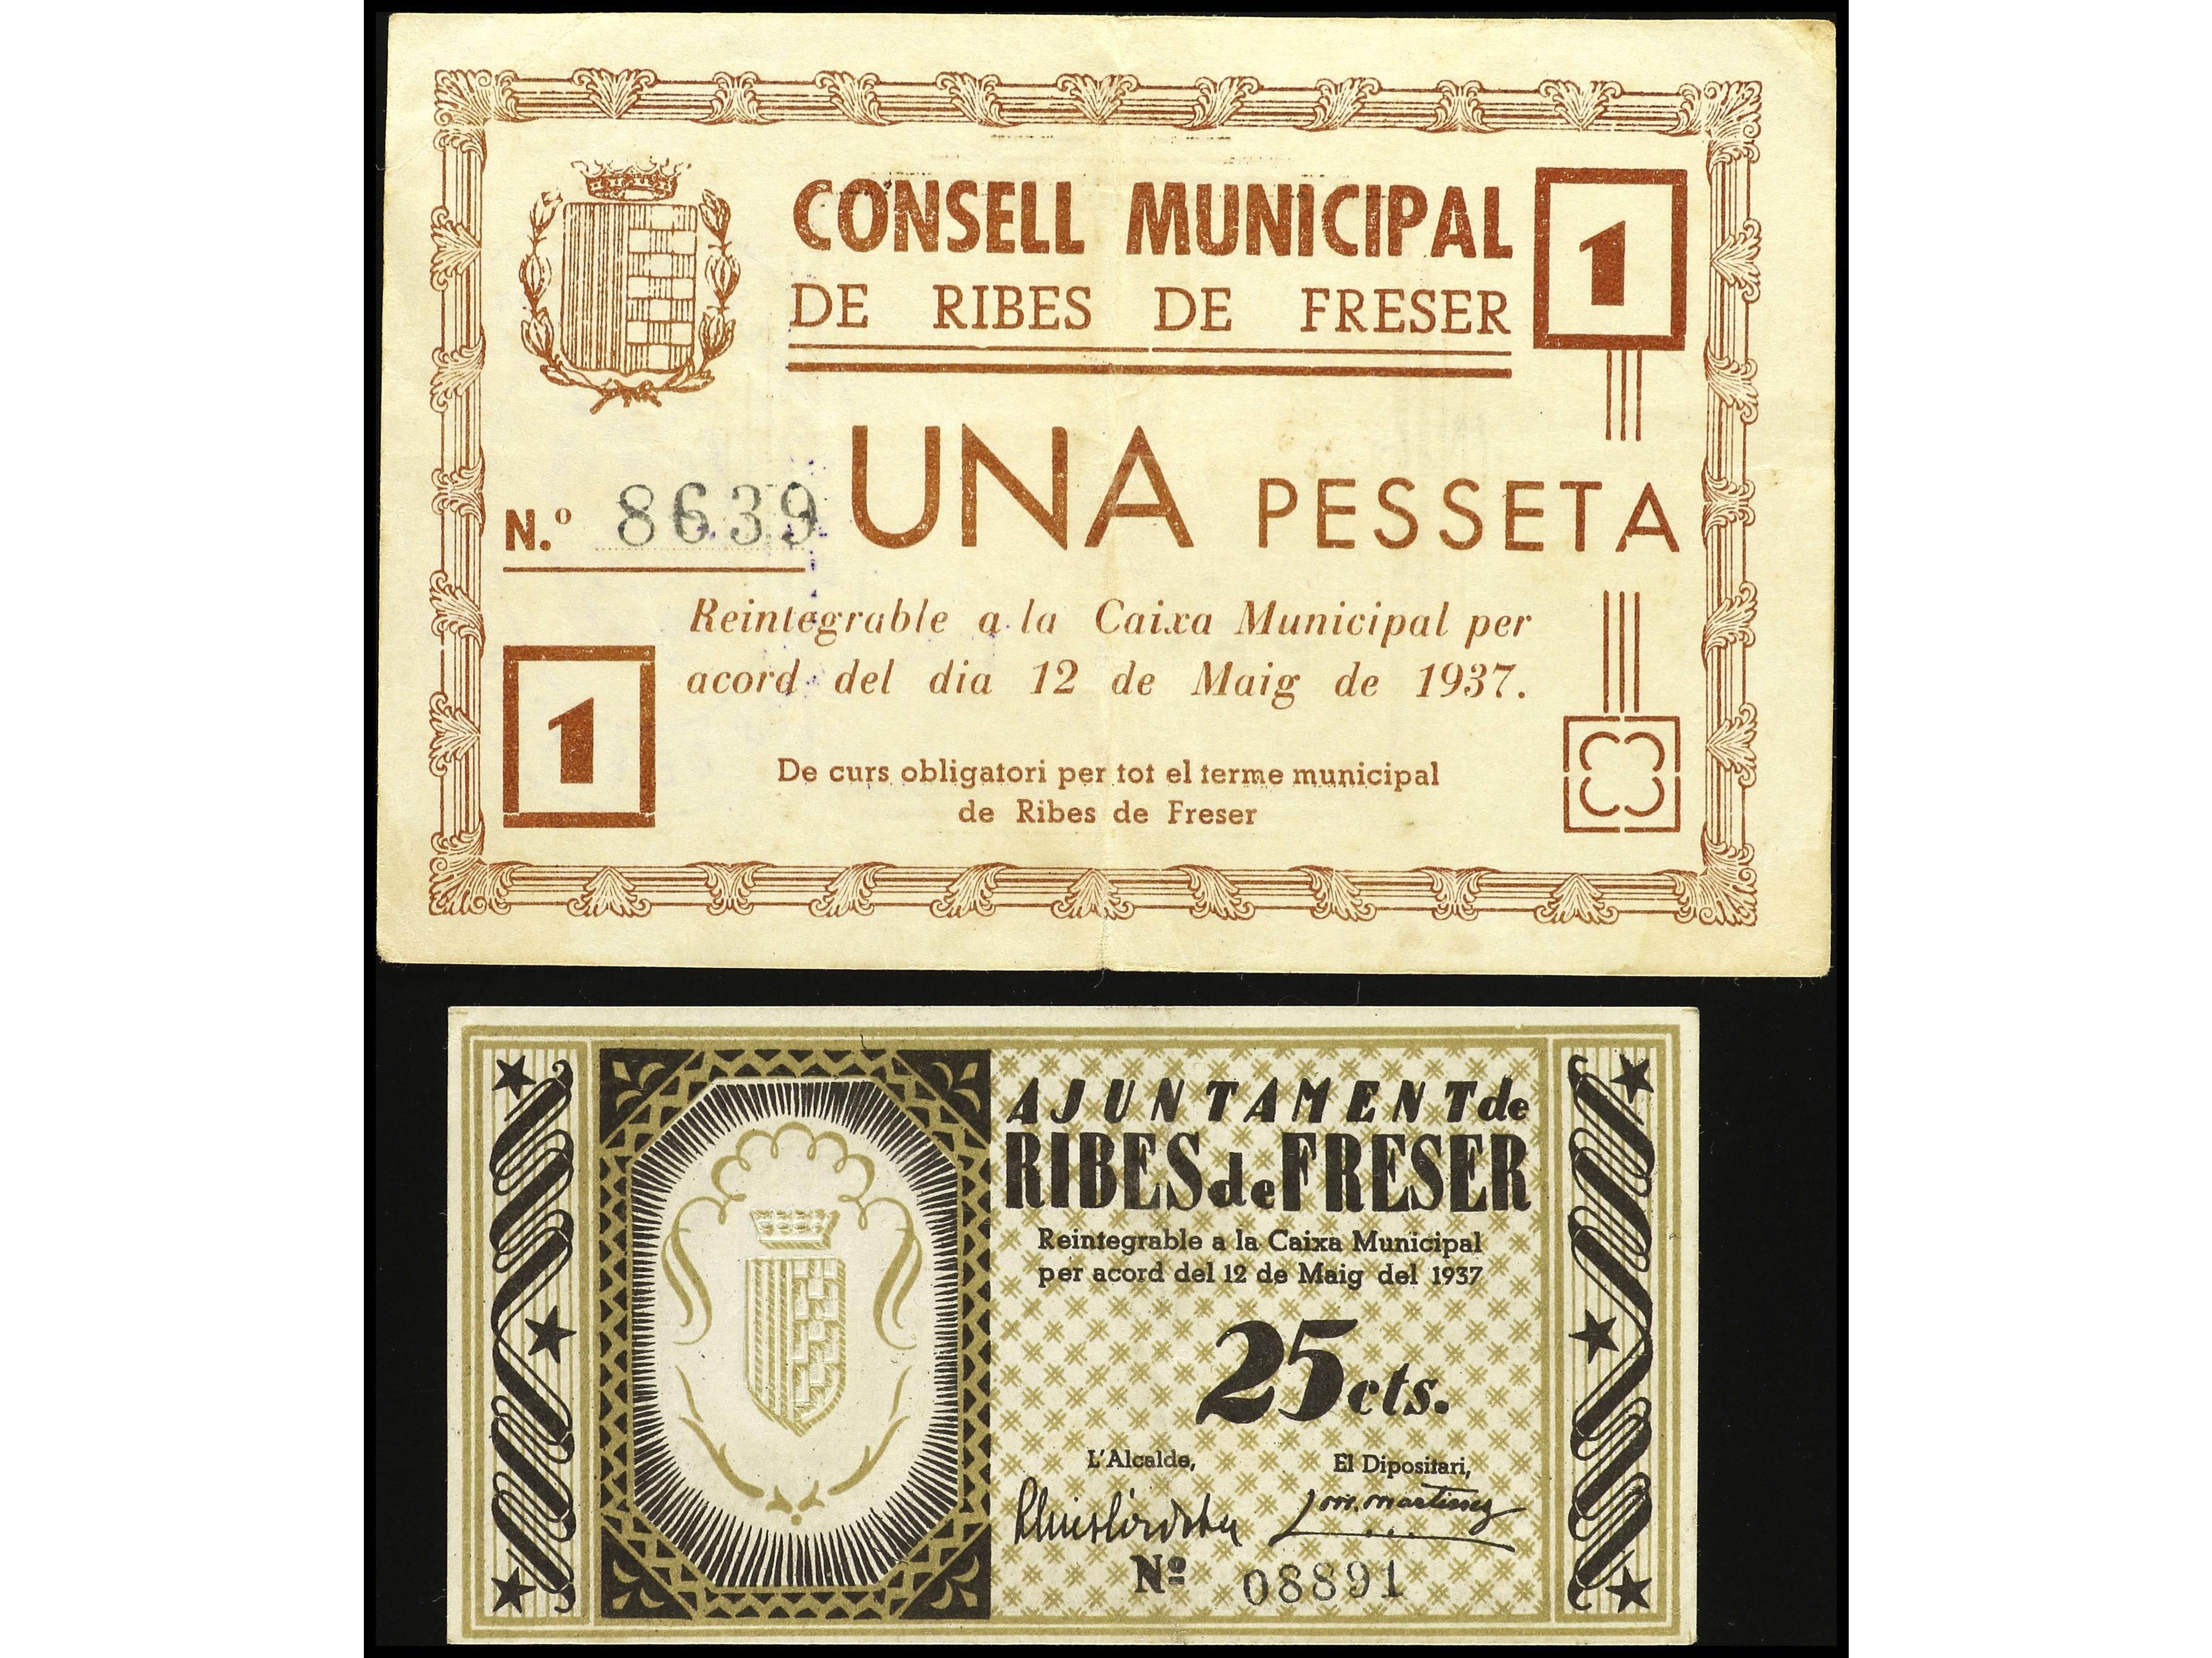 CONSELL MUNICIPAL
DE RIBES DE FRESER
1
N.º 8639
UNA PESSETA
Reintegrable a la Caixa Municipal per
acord del dia 12 de Maig de 1937.
1
De curs obligatori per tot el terme municipal
de Ribes de Freser
AJUNTAMENT de
RIBES de FRESER
Reintegrable a la Caixa Municipal
per acord del 12 de Maig del 1937
25 cts.
L'Alcalde, El Dipositari,
Nº 08891